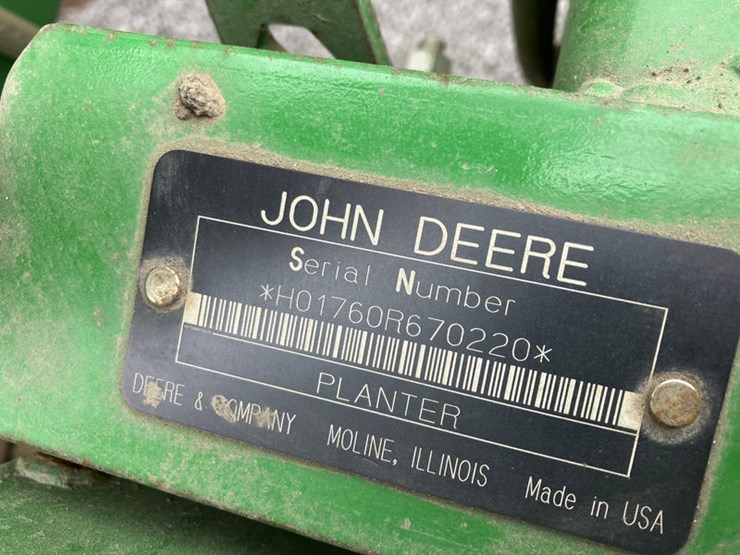 JOHN DEERE
Serial Number
*H01760R670220*
PLANTER
DEERE & COMPANY MOLINE, ILLINOIS Made in USA